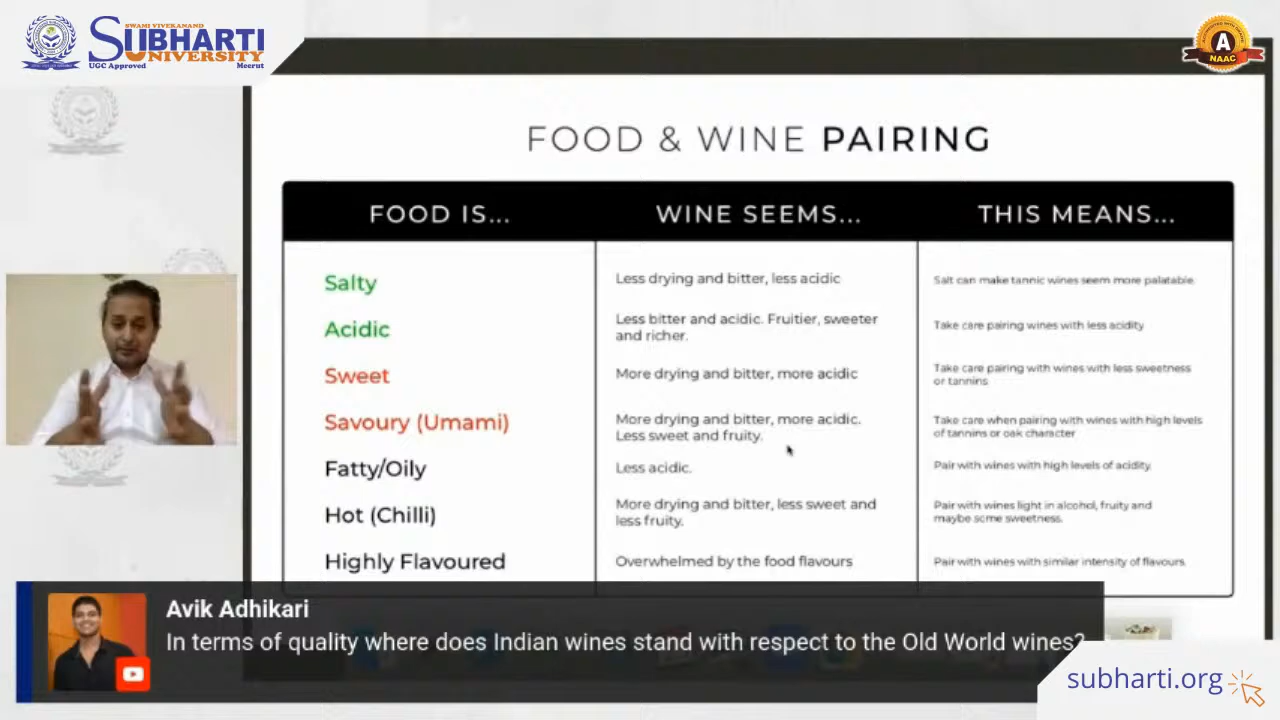 SWAMI VIVEKANAND
SUBHARTI
UNIVERSITY
UGC Approved Meerut
A
NAAC
FOOD & WINE PAIRING
FOOD IS... WINE SEEMS... THIS MEANS...
Salty
Less drying and bitter, less acidic
Salt can make tannic wines seem more palatable.
Acidic
Less bitter and acidic. Fruitier, sweeter
and richer.
Take care pairing wines with less acidity
Sweet
More drying and bitter, more acidic
Take care pairing with wines with less sweetness
or tannins
Savoury (Umami)
More drying and bitter, more acidic.
Less sweet and fruity.
Take care when pairing with wines with high levels
of tannins or oak character
Fatty/Oily
Less acidic.
Pair with wines with high levels of acidity.
Hot (Chilli)
More drying and bitter, less sweet and
less fruity.
Pair with wines light in alcohol, fruity and
maybe some sweetness.
Highly Flavoured
Overwhelmed by the food flavours
Pair with wines with similar intensity of flavours.
Avik Adhikari
In terms of quality where does Indian wines stand with respect to the Old World wines?
subharti.org